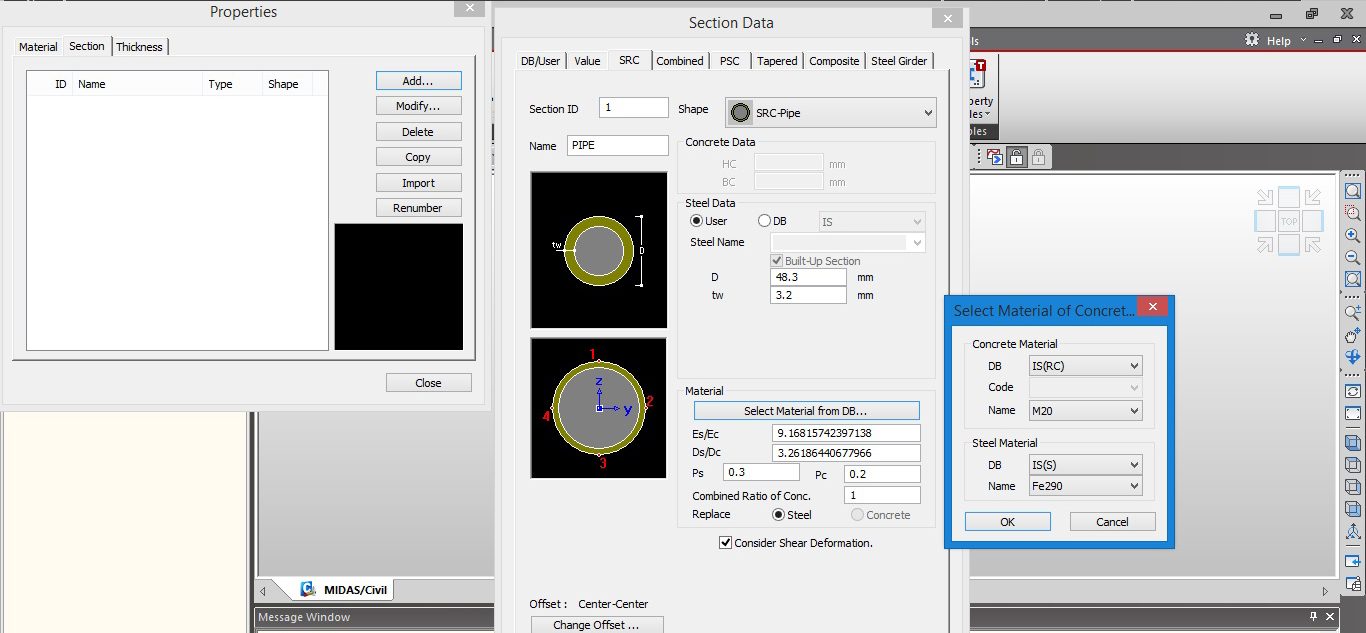 Properties
Material Section Thickness
ID Name Type Shape
Add...
Modify...
Delete
Copy
Import
Renumber
Close
Section Data
DB/User Value SRC Combined PSC Tapered Composite Steel Girder
Section ID 1 Shape SRC-Pipe
Name PIPE
Concrete Data
HC mm
BC mm
Steel Data
User DB IS
Steel Name
Built-Up Section
D 48.3 mm
tw 3.2 mm
tw D
1
z
2
y
4
3
Material
Select Material from DB...
Es/Ec 9.16815742397138
Ds/Dc 3.26186440677966
Ps 0.3 Pc 0.2
Combined Ratio of Conc. 1
Replace Steel Concrete
Consider Shear Deformation.
Offset : Center-Center
Change Offset ...
Select Material of Concret...
Concrete Material
DB IS(RC)
Code
Name M20
Steel Material
DB IS(S)
Name Fe290
OK Cancel
ls
Help
T
perty
les
bles
TOP
MIDAS/Civil
Message Window